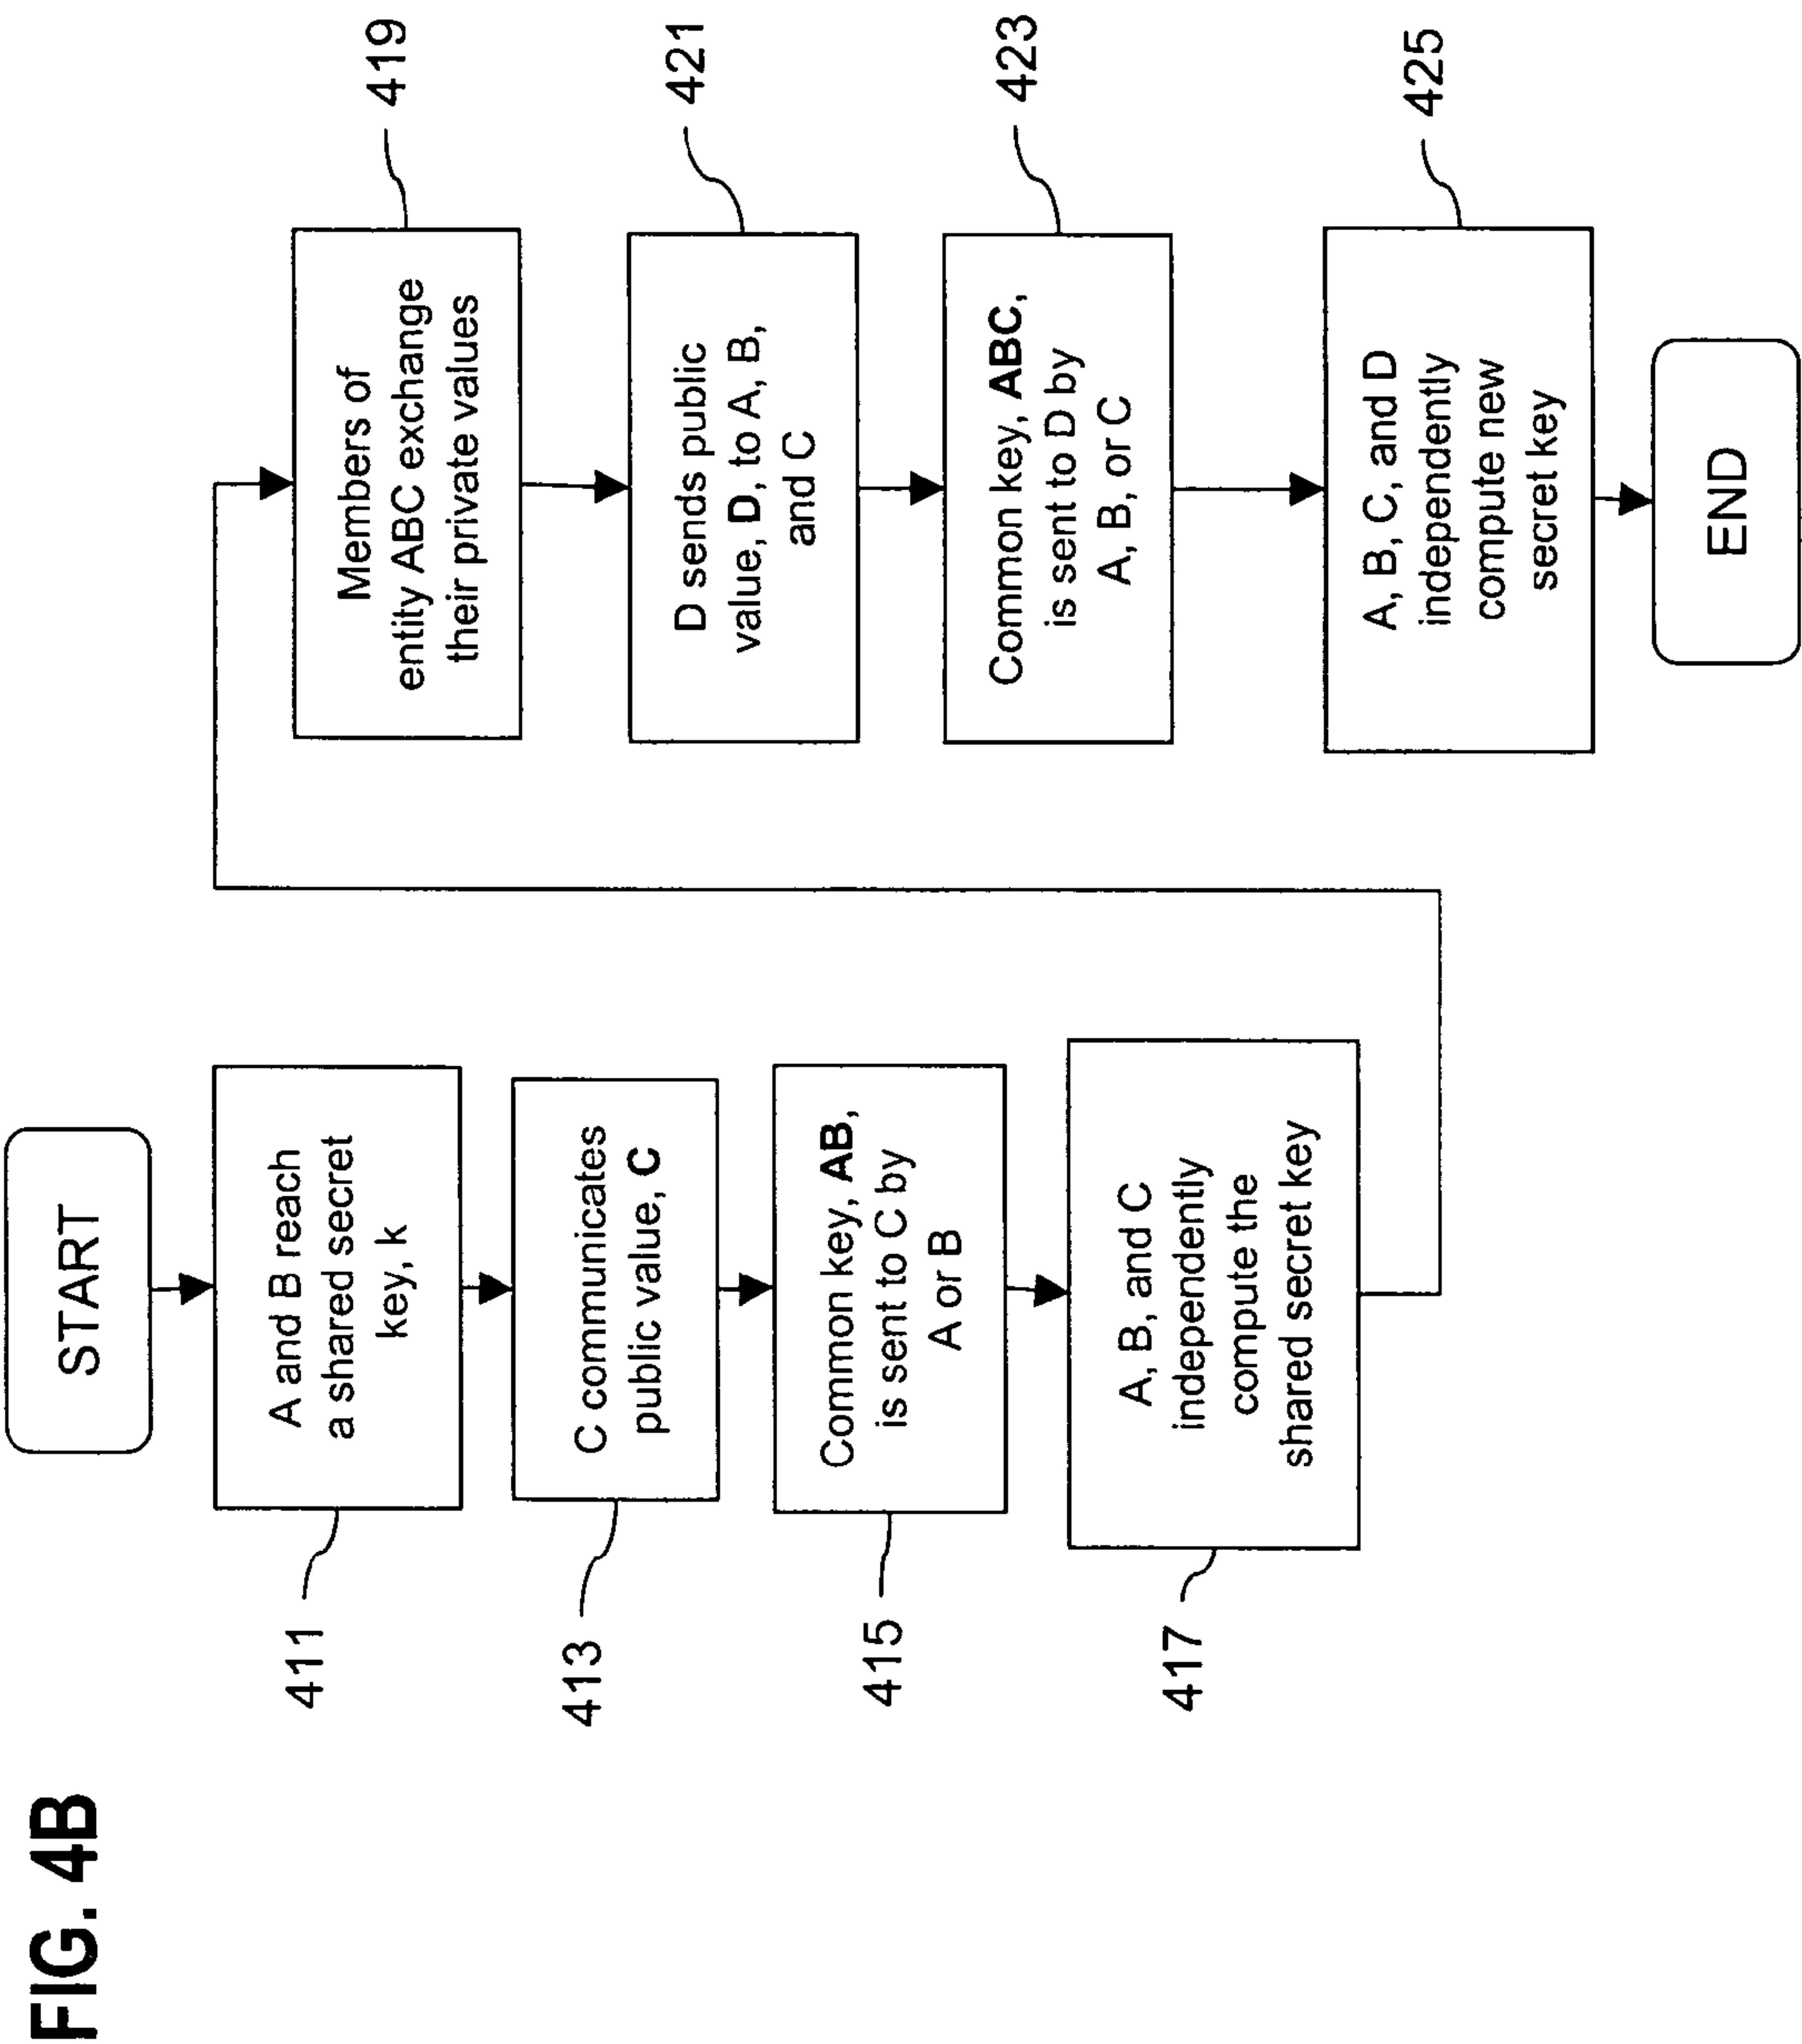 FIG. 4B
START
411
A and B reach
a shared secret
key, k
413
C communicates
public value, C
415
Common key, AB,
is sent to C by
A or B
417
A, B, and C
independently
compute the
shared secret key
419
Members of
entity ABC exchange
their private values
421
D sends public
value, D, to A, B,
and C
423
Common key, ABC,
is sent to D by
A, B, or C
425
A, B, C, and D
independently
compute new
secret key
END